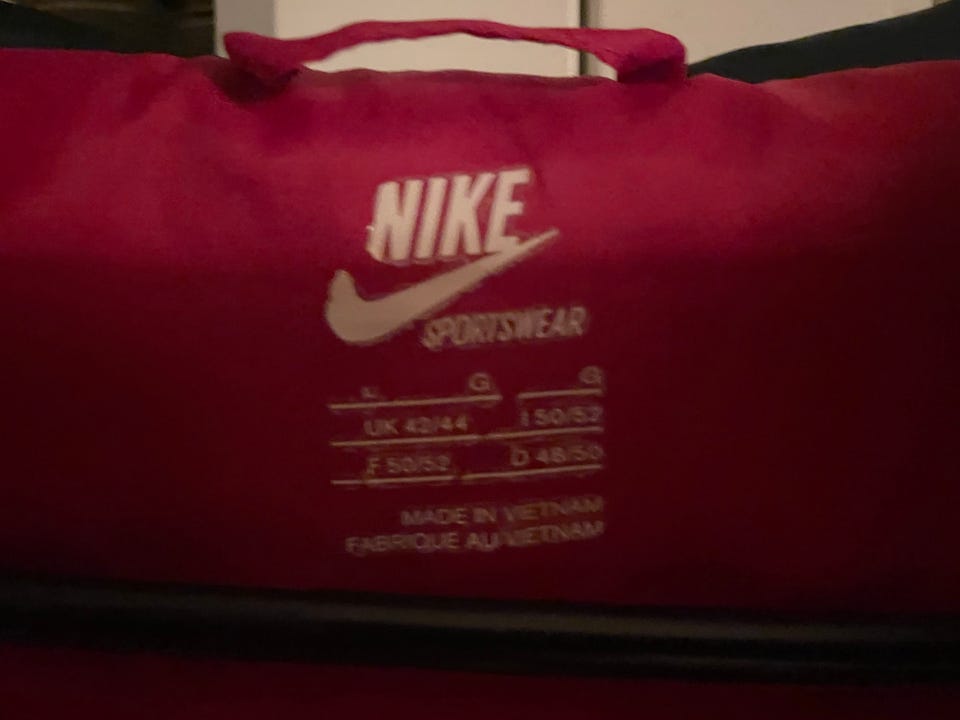 NIKE
SPORTSWEAR
L G G
UK 42/44 I 50/52
F 50/52 D 48/50
MADE IN VIETNAM
FABRIQUE AU VIETNAM